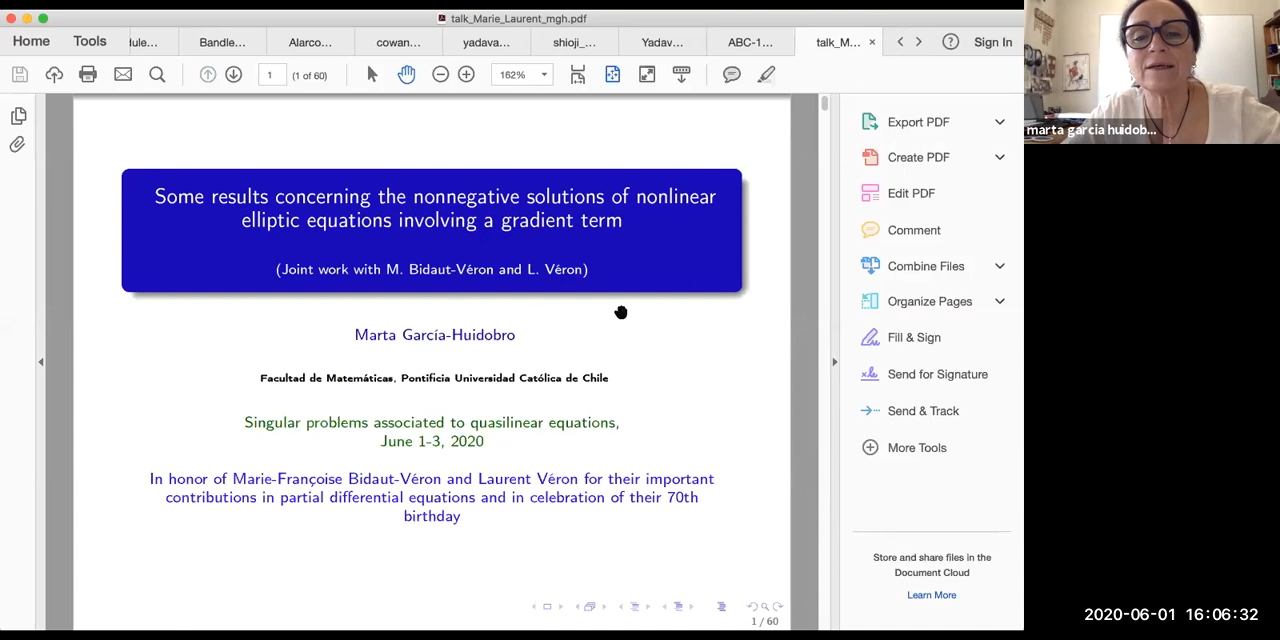 talk_Marie_Laurent_mgh.pdf
Home Tools dule... Bandle... Alarco... cowan... yadava... shioji_... Yadav... ABC-1... talk_M... × Sign In
1 (1 of 60) 162%
Some results concerning the nonnegative solutions of nonlinear
elliptic equations involving a gradient term
(Joint work with M. Bidaut-Véron and L. Véron)
Marta García-Huidobro
Facultad de Matemáticas, Pontificia Universidad Católica de Chile
Singular problems associated to quasilinear equations,
June 1-3, 2020
In honor of Marie-Françoise Bidaut-Véron and Laurent Véron for their important
contributions in partial differential equations and in celebration of their 70th
birthday
1 / 60
Export PDF
Create PDF
Edit PDF
Comment
Combine Files
Organize Pages
Fill & Sign
Send for Signature
Send & Track
More Tools
Store and share files in the
Document Cloud
Learn More
marta garcia huidob...
2020-06-01 16:06:32